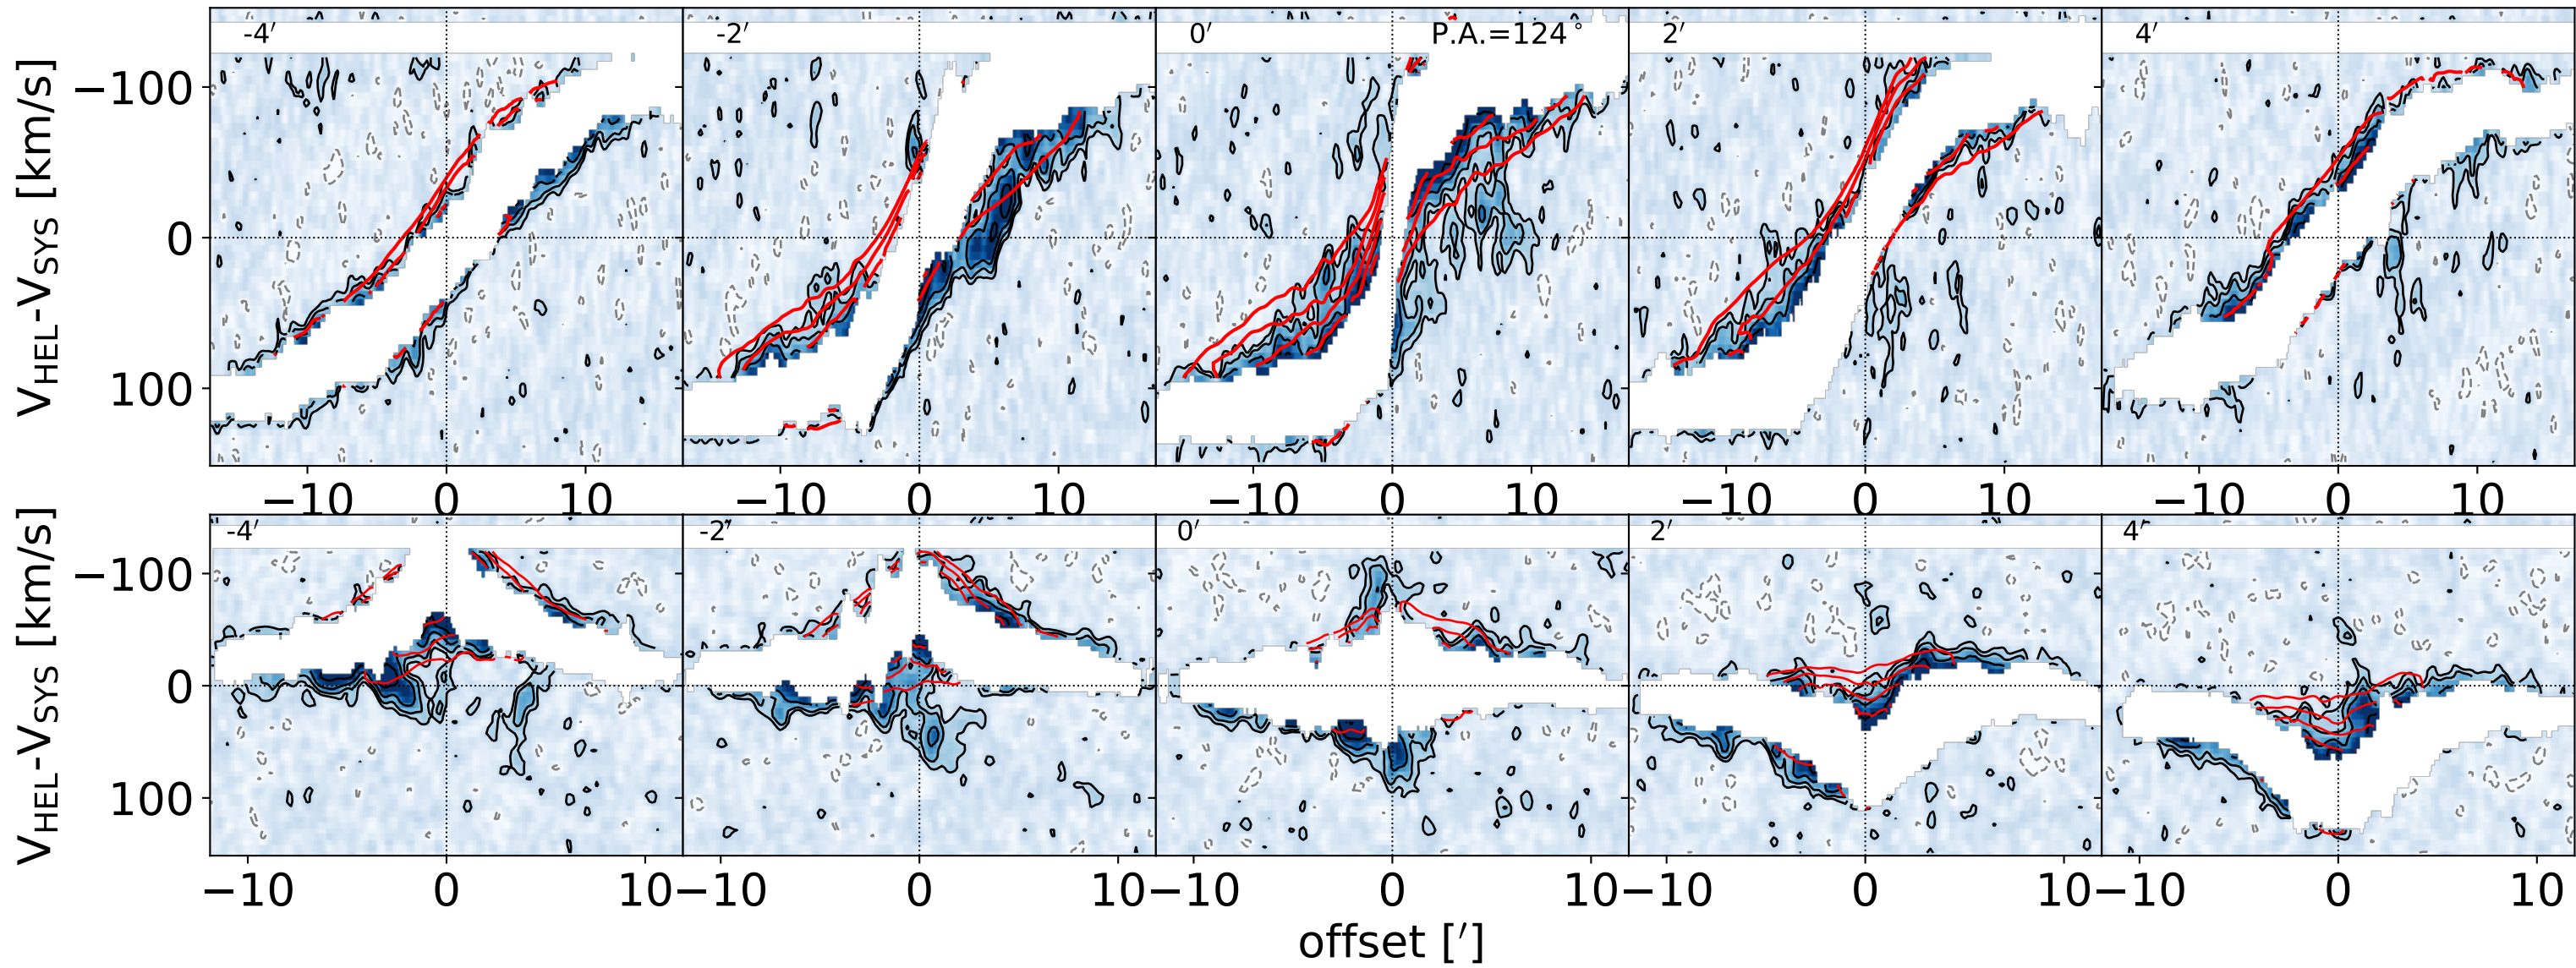 -4′ -2′ 0′ P.A.=124° 2′ 4′
V_HEL-V_SYS [km/s]
−100
0
100
−10 0 10 −10 0 10 −10 0 10 −10 0 10 −10 0 10
-4′ -2′ 0′ 2′ 4′
V_HEL-V_SYS [km/s]
−100
0
100
−10 0 10 −10 0 10 −10 0 10 −10 0 10 −10 0 10
offset [′]